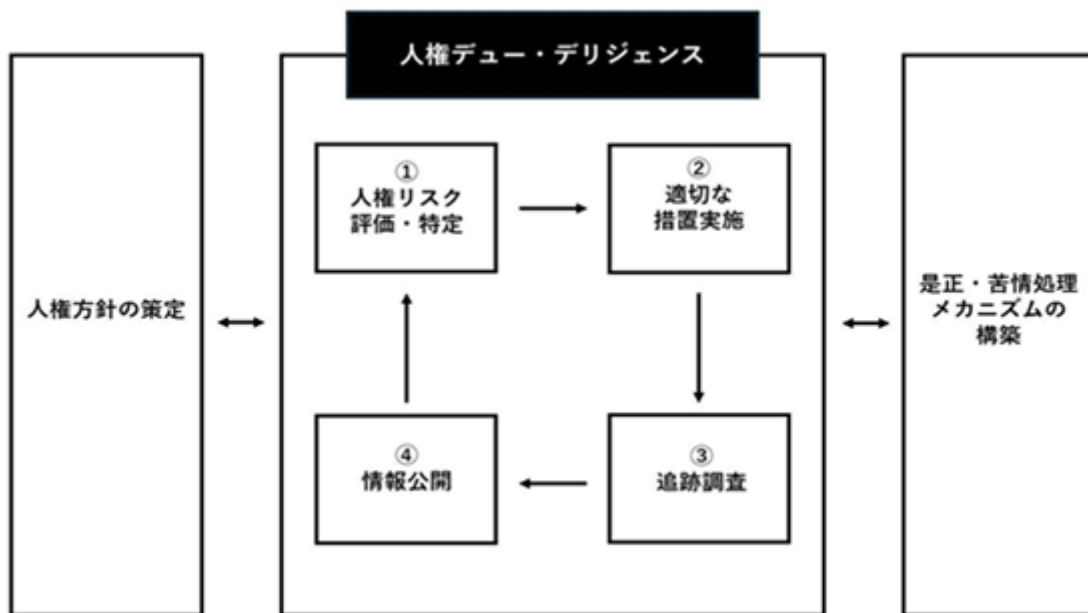 人権デュー・デリジェンス
人権方針の策定
①
人権リスク
評価・特定
②
適切な
措置実施
③
追跡調査
④
情報公開
是正・苦情処理
メカニズムの
構築